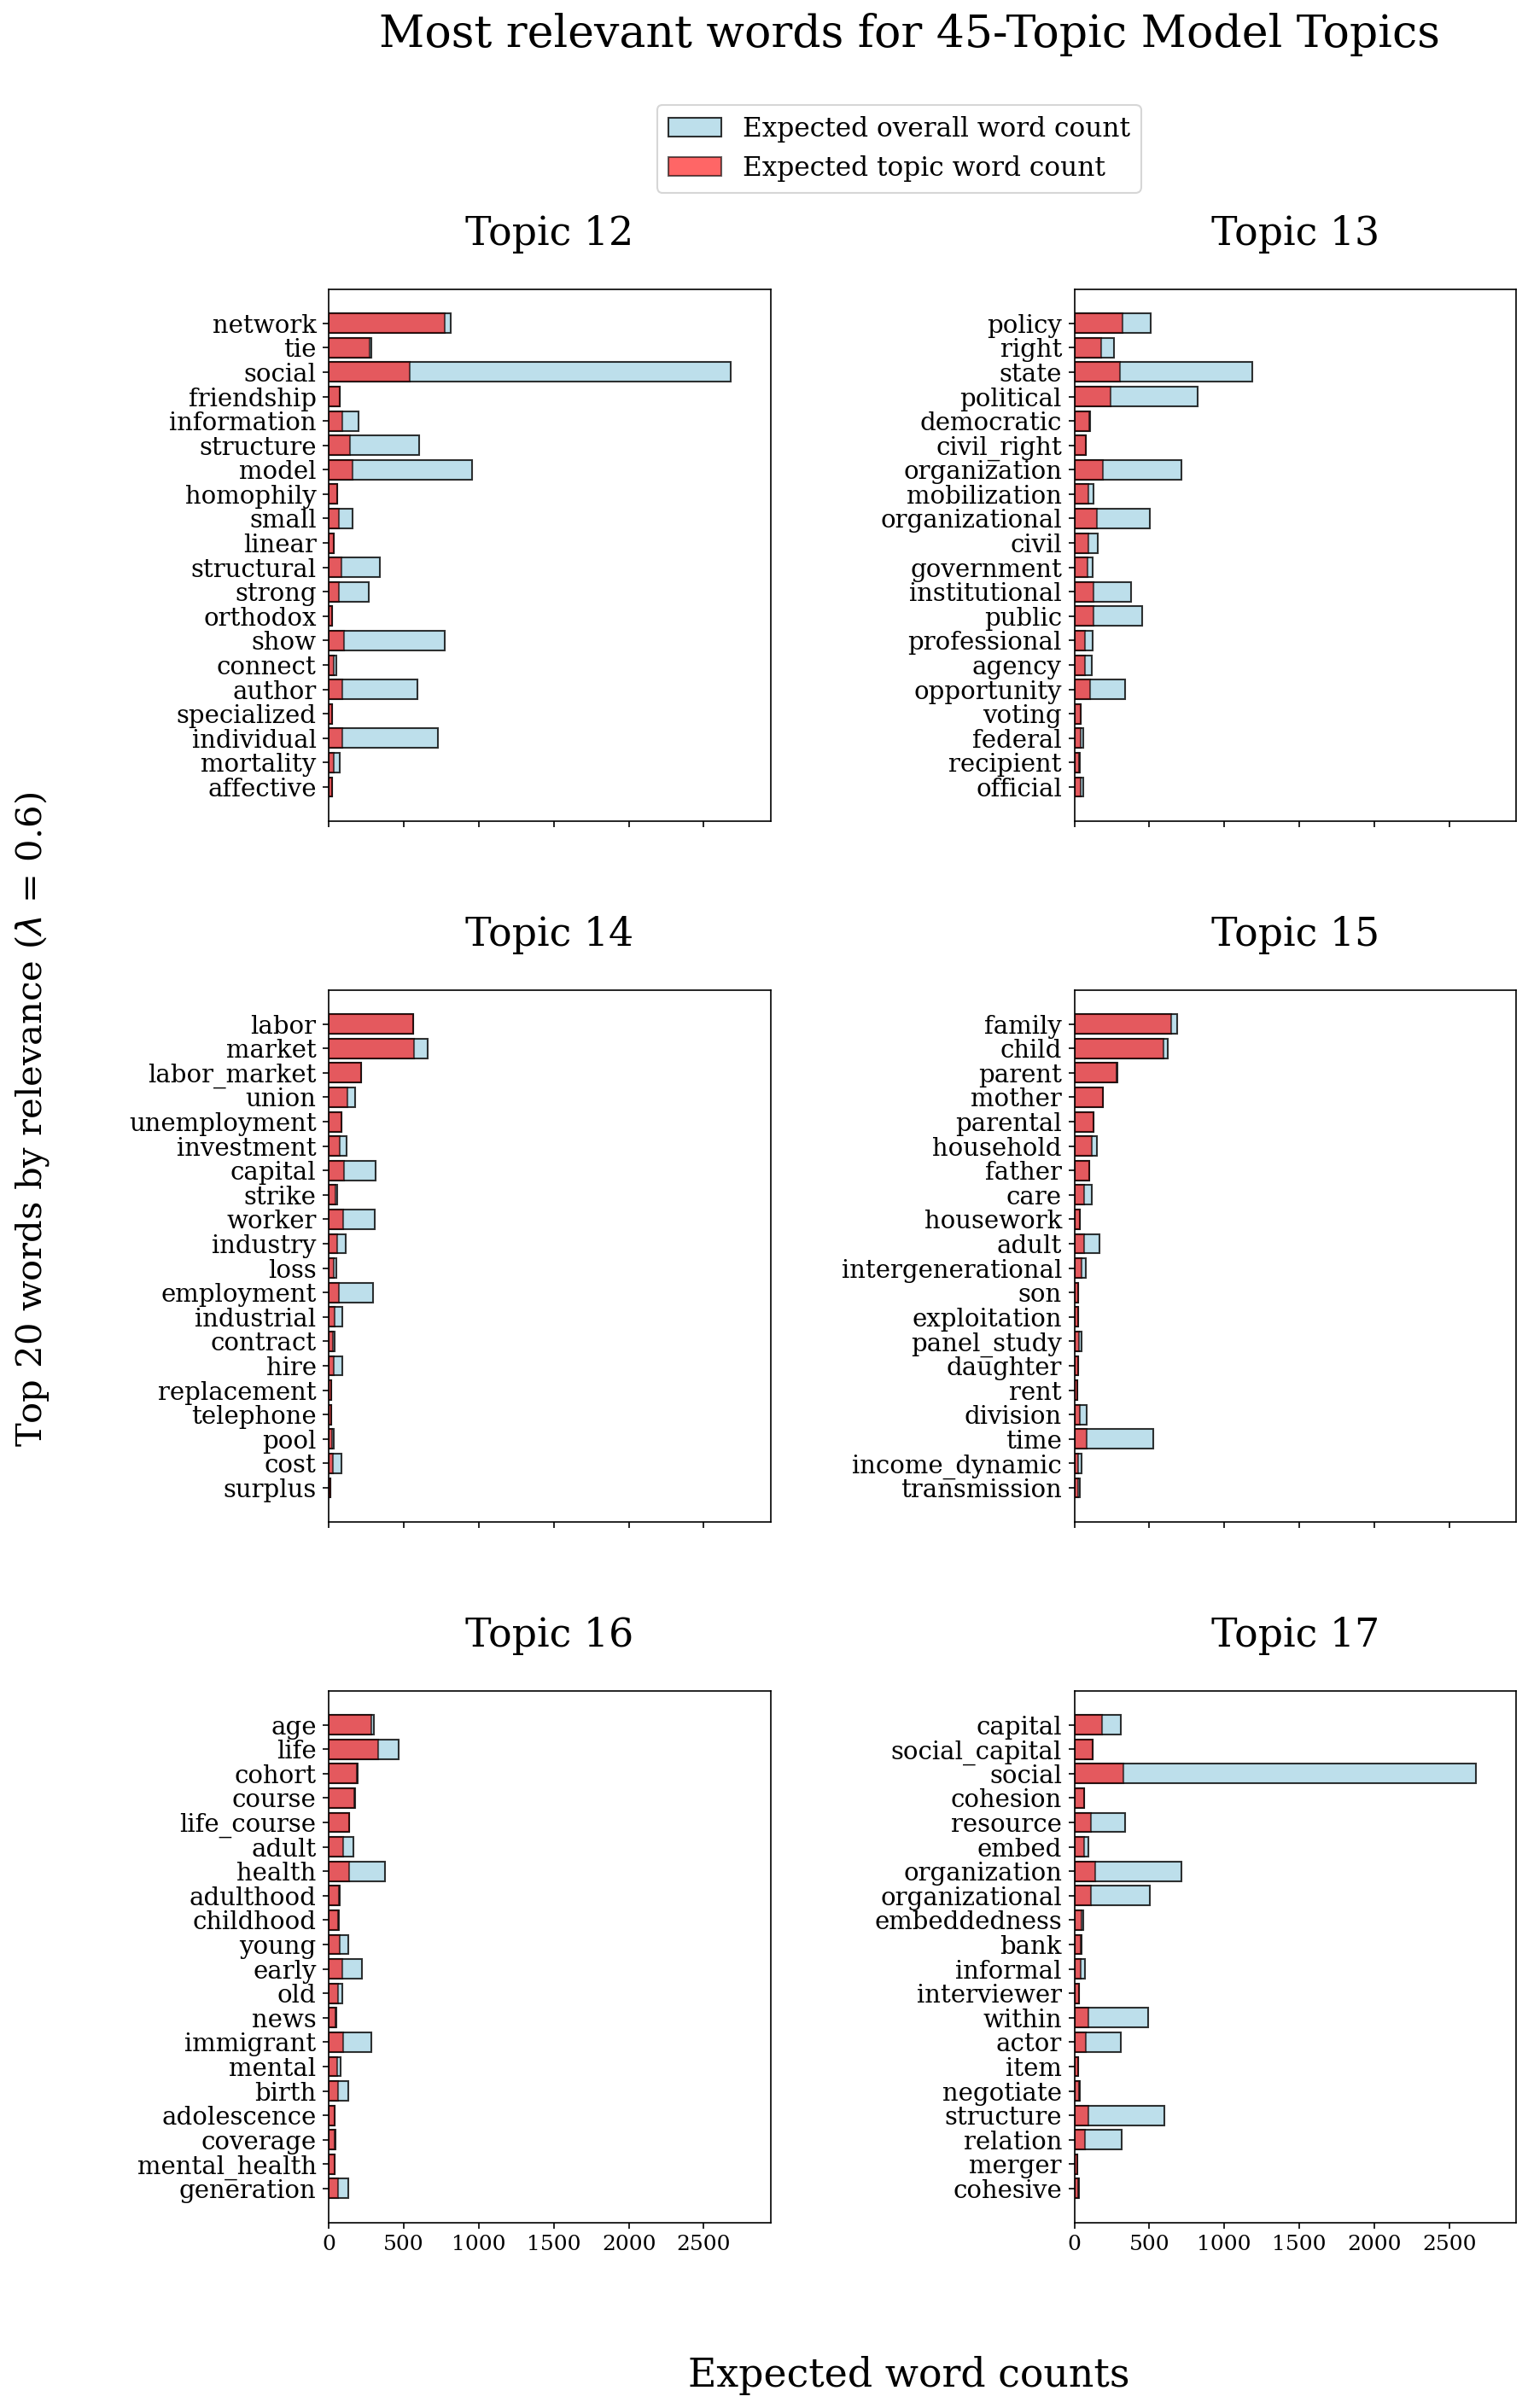 Most relevant words for 45-Topic Model Topics
Expected overall word count
Expected topic word count
Topic 12
network
tie
social
friendship
information
structure
model
homophily
small
linear
structural
strong
orthodox
show
connect
author
specialized
individual
mortality
affective
Topic 13
policy
right
state
political
democratic
civil_right
organization
mobilization
organizational
civil
government
institutional
public
professional
agency
opportunity
voting
federal
recipient
official
Top 20 words by relevance (λ = 0.6)
Topic 14
labor
market
labor_market
union
unemployment
investment
capital
strike
worker
industry
loss
employment
industrial
contract
hire
replacement
telephone
pool
cost
surplus
Topic 15
family
child
parent
mother
parental
household
father
care
housework
adult
intergenerational
son
exploitation
panel_study
daughter
rent
division
time
income_dynamic
transmission
Topic 16
age
life
cohort
course
life_course
adult
health
adulthood
childhood
young
early
old
news
immigrant
mental
birth
adolescence
coverage
mental_health
generation
0 500 1000 1500 2000 2500
Topic 17
capital
social_capital
social
cohesion
resource
embed
organization
organizational
embeddedness
bank
informal
interviewer
within
actor
item
negotiate
structure
relation
merger
cohesive
0 500 1000 1500 2000 2500
Expected word counts